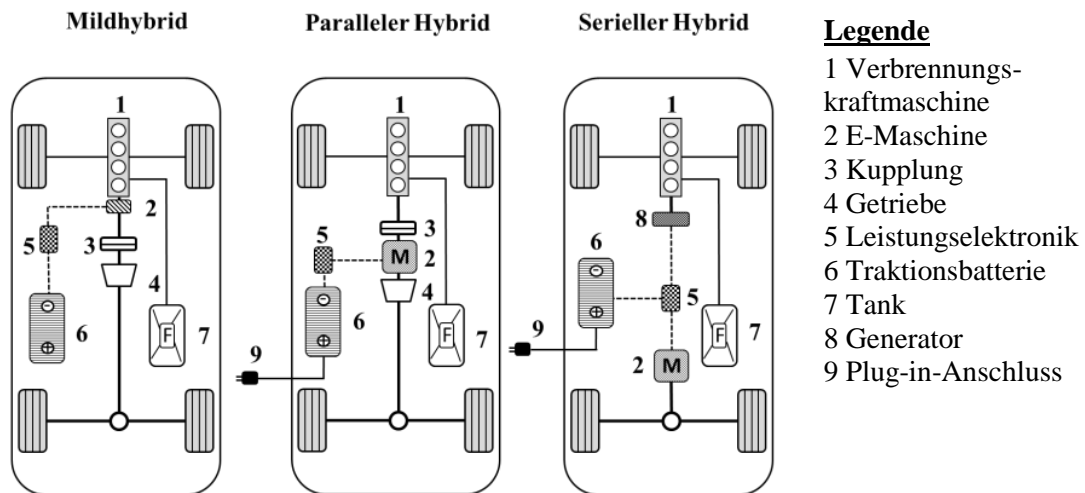 Mildhybrid
Paralleler Hybrid
Serieller Hybrid
1
2
5
3
4
6
7
F
1
3
5
M
2
4
6
7
F
9
1
8
6
5
9
7
F
2
M
Legende
1 Verbrennungs-
kraftmaschine
2 E-Maschine
3 Kupplung
4 Getriebe
5 Leistungselektronik
6 Traktionsbatterie
7 Tank
8 Generator
9 Plug-in-Anschluss